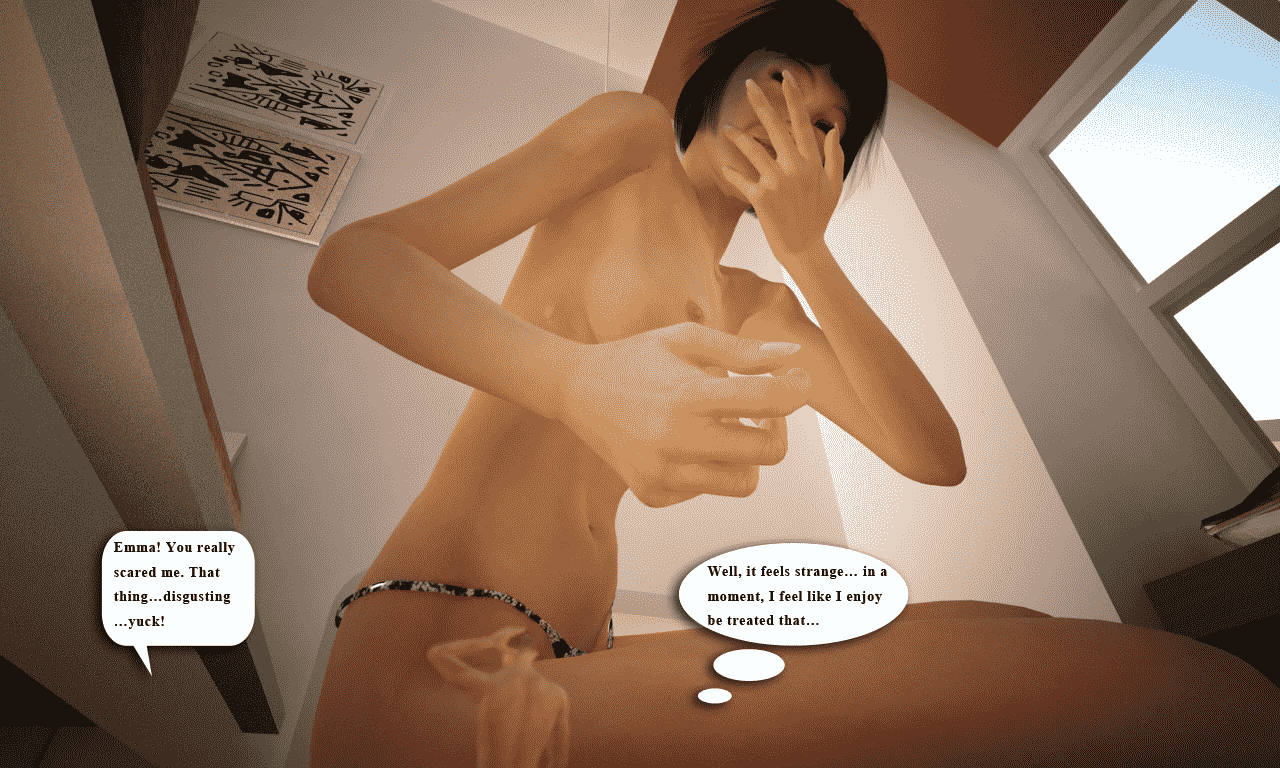 Emma! You really
scared me. That
thing…disgusting
…yuck!
Well, it feels strange… in a
moment, I feel like I enjoy
be treated that…